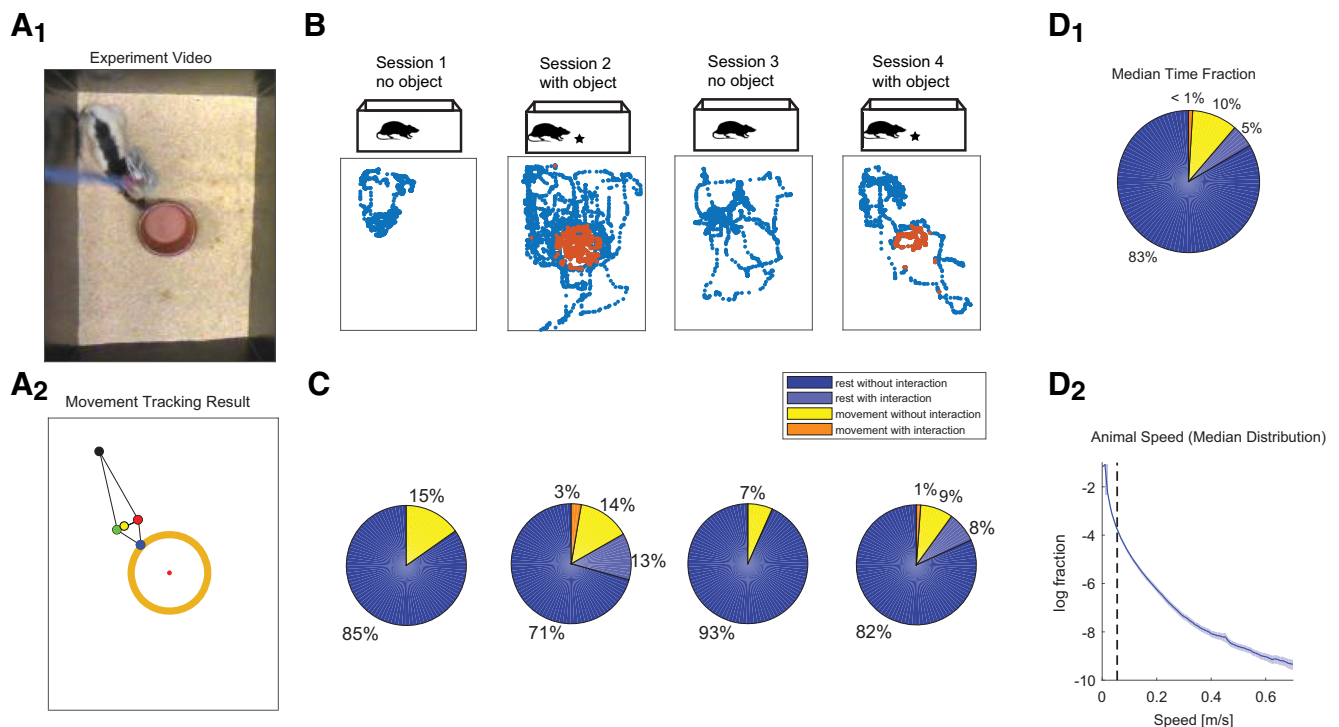 A1
Experiment Video
B
Session 1
no object
Session 2
with object
Session 3
no object
Session 4
with object
D1
Median Time Fraction
< 1%
10%
5%
83%
A2
Movement Tracking Result
C
rest without interaction
rest with interaction
movement without interaction
movement with interaction
15%
85%
3%
14%
13%
71%
7%
93%
1%
9%
8%
82%
D2
Animal Speed (Median Distribution)
log fraction
-2
-4
-6
-8
-10
0
0.2
0.4
0.6
Speed [m/s]